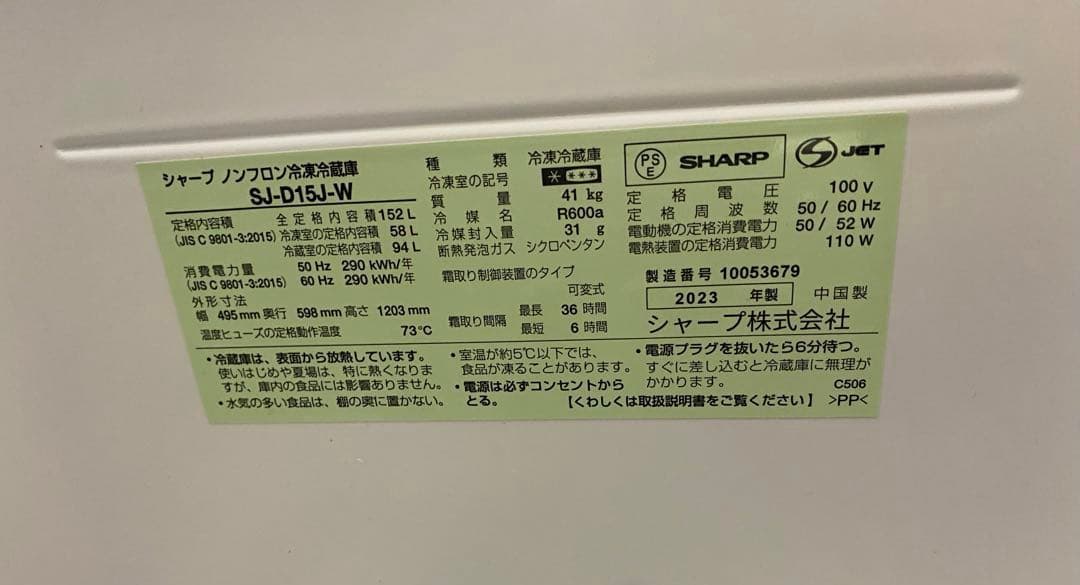 シャープ ノンフロン冷凍冷蔵庫
SJ-D15J-W
定格内容積 全定格内容積 152 L
(JIS C 9801-3:2015) 冷凍室の定格内容積 58 L
冷蔵室の定格内容積 94 L
消費電力量 50 Hz 290 kWh/年
(JIS C 9801-3:2015) 60 Hz 290 kWh/年
外形寸法
幅 495 mm 奥行 598 mm 高さ 1203 mm
温度ヒューズの定格動作温度 73℃
種類 冷凍冷蔵庫
冷凍室の記号 * ***
質量 41 kg
冷媒名 R600a
冷媒封入量 31 g
断熱発泡ガス シクロペンタン
霜取り制御装置のタイプ
可変式
霜取り間隔 最長 36 時間
最短 6 時間
PSE SHARP S JET
定格電圧 100 V
定格周波数 50 / 60 Hz
電動機の定格消費電力 50 / 52 W
電熱装置の定格消費電力 110 W
製造番号 10053679
2023 年製 中国製
シャープ株式会社
・冷蔵庫は、表面から放熱しています。
使いはじめや夏場は、特に熱くなりま
すが、庫内の食品には影響ありません。
・水気の多い食品は、棚の奥に置かない。
・室温が約5℃以下では、
食品が凍ることがあります。
・電源は必ずコンセントから
とる。
・電源プラグを抜いたら6分待つ。
すぐに差し込むと冷蔵庫に無理が
かかります。 C506
【くわしくは取扱説明書をご覧ください】 >PP<